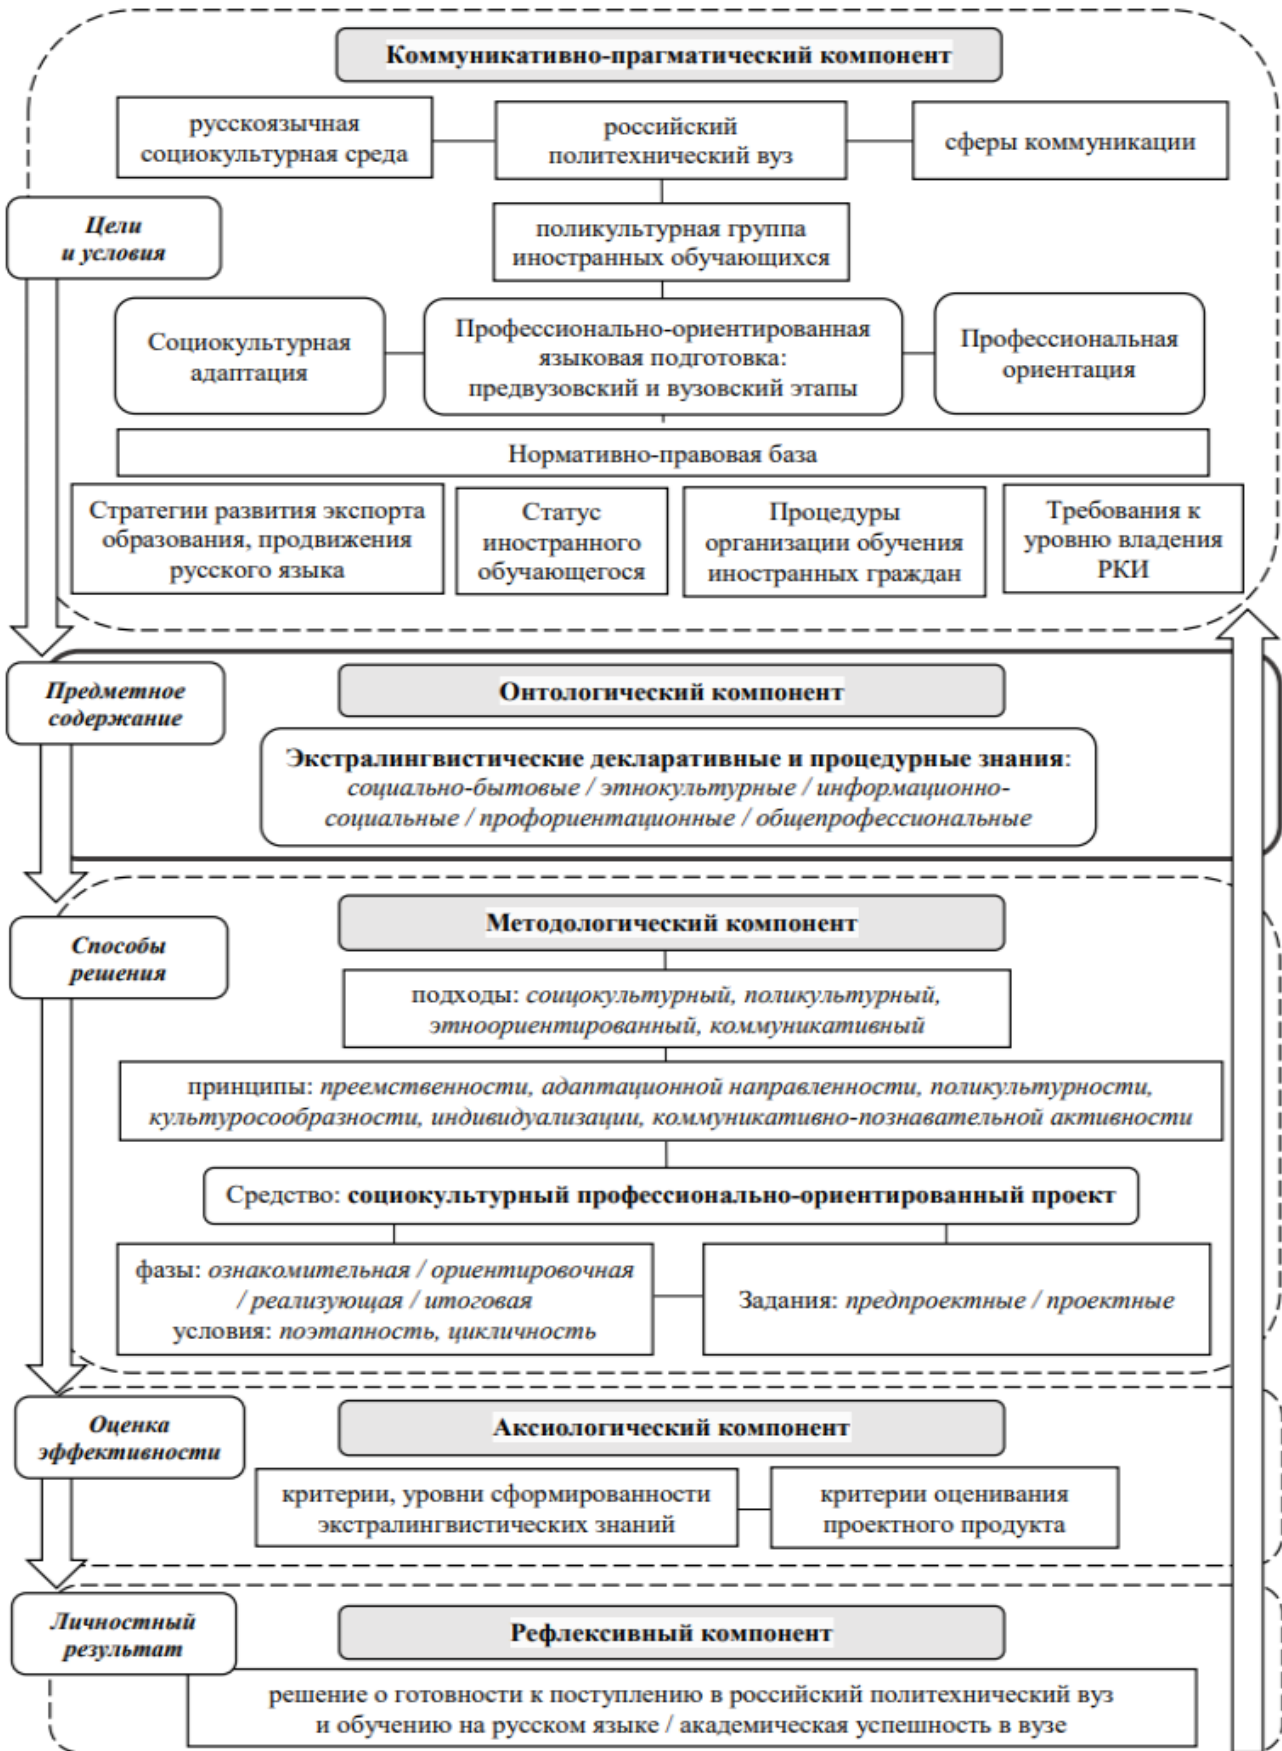 Коммуникативно-прагматический компонент
русскоязычная
социокультурная среда
российский
политехнический вуз
сферы коммуникации
Цели
и условия
поликультурная группа
иностранных обучающихся
Социокультурная
адаптация
Профессионально-ориентированная
языковая подготовка:
предвузовский и вузовский этапы
Профессиональная
ориентация
Нормативно-правовая база
Стратегии развития экспорта
образования, продвижения
русского языка
Статус
иностранного
обучающегося
Процедуры
организации обучения
иностранных граждан
Требования к
уровню владения
РКИ
Предметное
содержание
Онтологический компонент
Экстралингвистические декларативные и процедурные знания:
социально-бытовые / этнокультурные / информационно-
социальные / профориентационные / общепрофессиональные
Способы
решения
Методологический компонент
подходы: соицокультурный, поликультурный,
этноориентированный, коммуникативный
принципы: преемственности, адаптационной направленности, поликультурности,
культуросообразности, индивидуализации, коммуникативно-познавательной активности
Средство: социокультурный профессионально-ориентированный проект
фазы: ознакомительная / ориентировочная
/ реализующая / итоговая
условия: поэтапность, цикличность
Задания: предпроектные / проектные
Оценка
эффективности
Аксиологический компонент
критерии, уровни сформированности
экстралингвистических знаний
критерии оценивания
проектного продукта
Личностный
результат
Рефлексивный компонент
решение о готовности к поступлению в российский политехнический вуз
и обучению на русском языке / академическая успешность в вузе